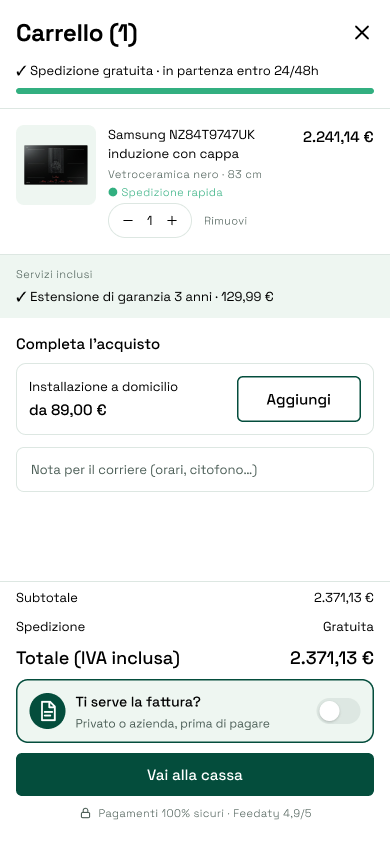 Carrello (1)
✓ Spedizione gratuita · in partenza entro 24/48h
Samsung NZ84T9747UK
induzione con cappa
2.241,14 €
Vetroceramica nero · 83 cm
Spedizione rapida
− 1 +
Rimuovi
Servizi inclusi
✓ Estensione di garanzia 3 anni · 129,99 €
Completa l'acquisto
Installazione a domicilio
da 89,00 €
Aggiungi
Nota per il corriere (orari, citofono…)
Subtotale
2.371,13 €
Spedizione
Gratuita
Totale (IVA inclusa)
2.371,13 €
Ti serve la fattura?
Privato o azienda, prima di pagare
Vai alla cassa
Pagamenti 100% sicuri · Feedaty 4,9/5